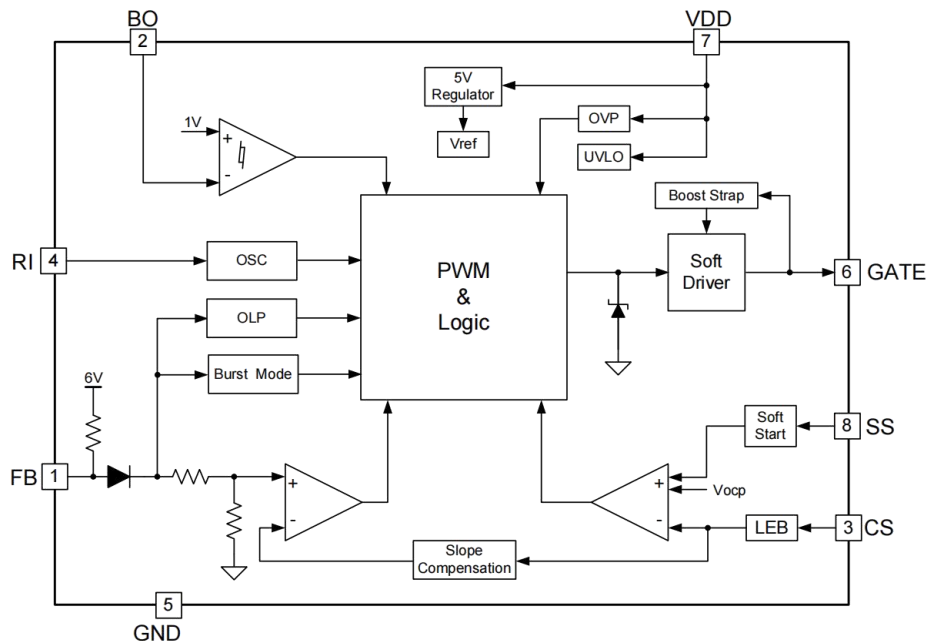 BO
2
VDD
7
5V
Regulator
Vref
OVP
UVLO
1V
+
-
Boost Strap
RI
4
OSC
PWM
&
Logic
Soft
Driver
6
GATE
OLP
Burst Mode
6V
FB
1
+
-
Soft
Start
8
SS
+
Vocp
-
LEB
3
CS
Slope
Compensation
5
GND